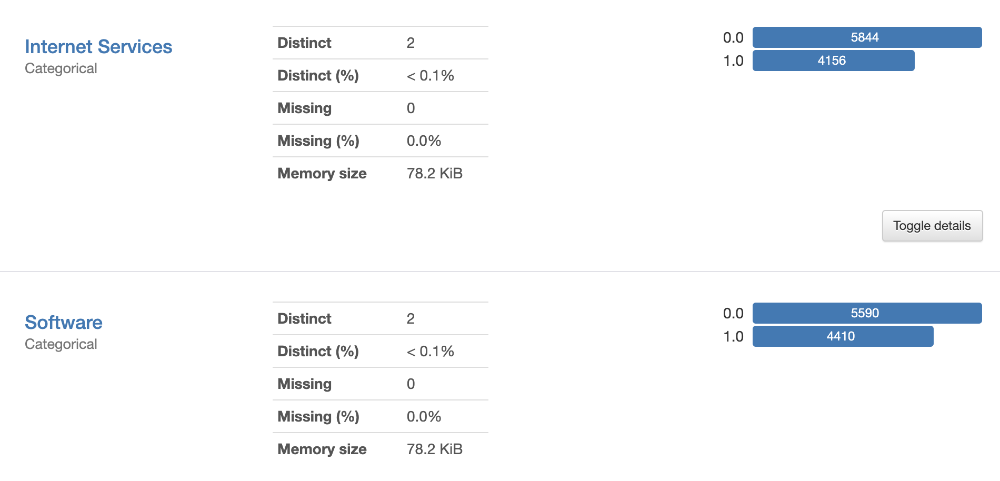 Internet Services
Categorical
Distinct 2
Distinct (%) < 0.1%
Missing 0
Missing (%) 0.0%
Memory size 78.2 KiB
0.0 5844
1.0 4156
Toggle details
Software
Categorical
Distinct 2
Distinct (%) < 0.1%
Missing 0
Missing (%) 0.0%
Memory size 78.2 KiB
0.0 5590
1.0 4410